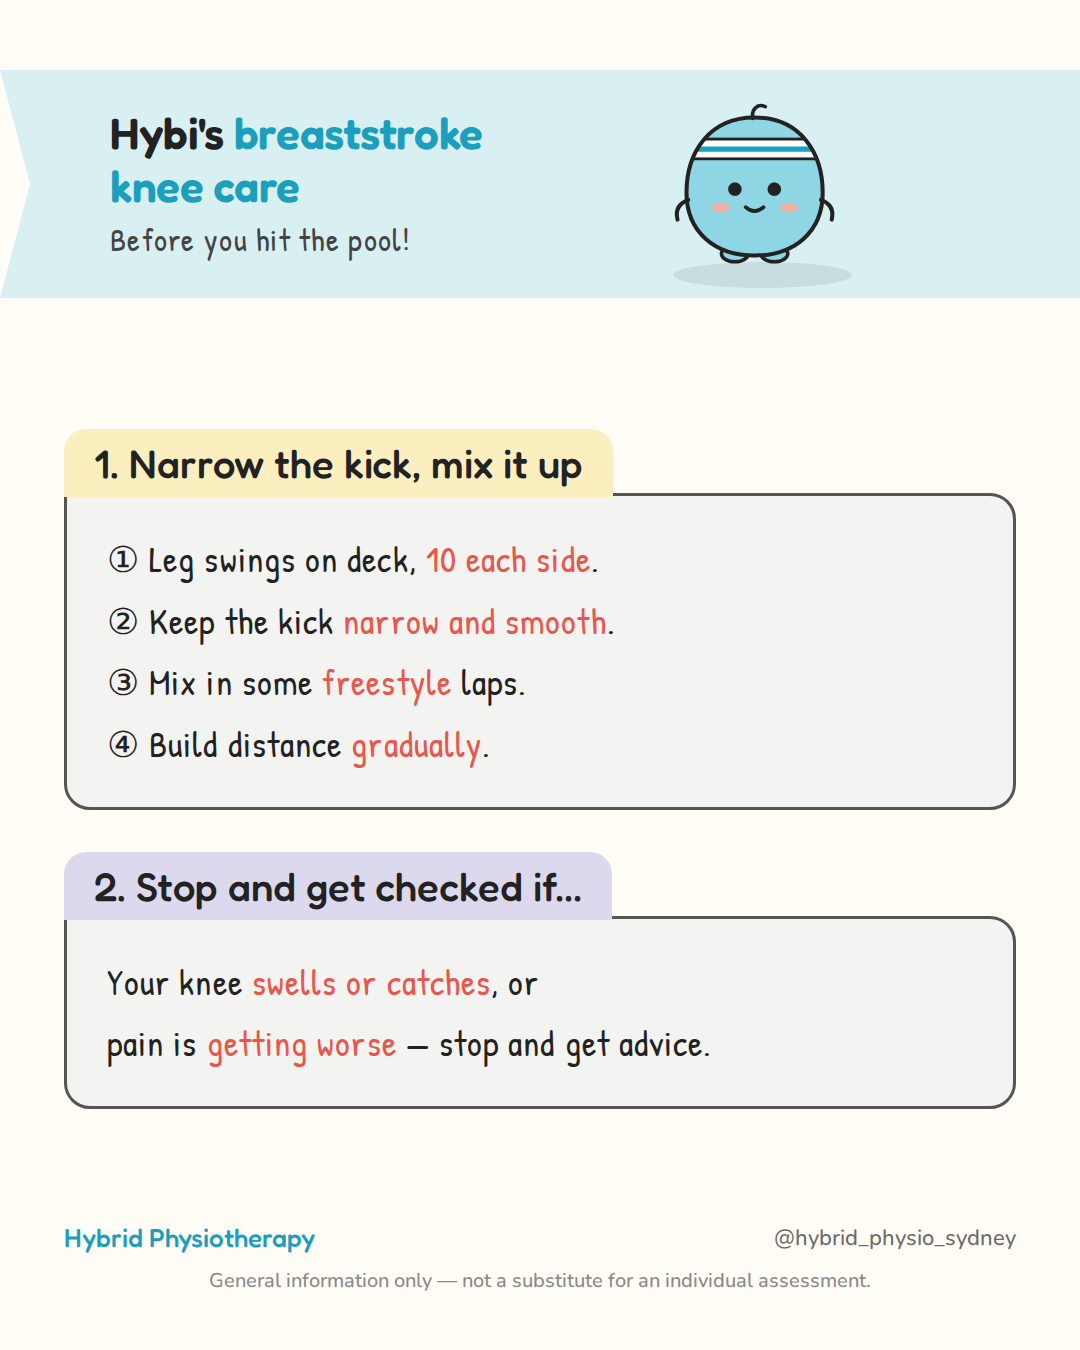 Hybi's breaststroke
knee care
Before you hit the pool!
1. Narrow the kick, mix it up
① Leg swings on deck, 10 each side.
② Keep the kick narrow and smooth.
③ Mix in some freestyle laps.
④ Build distance gradually.
2. Stop and get checked if...
Your knee swells or catches, or
pain is getting worse — stop and get advice.
Hybrid Physiotherapy
@hybrid_physio_sydney
General information only — not a substitute for an individual assessment.